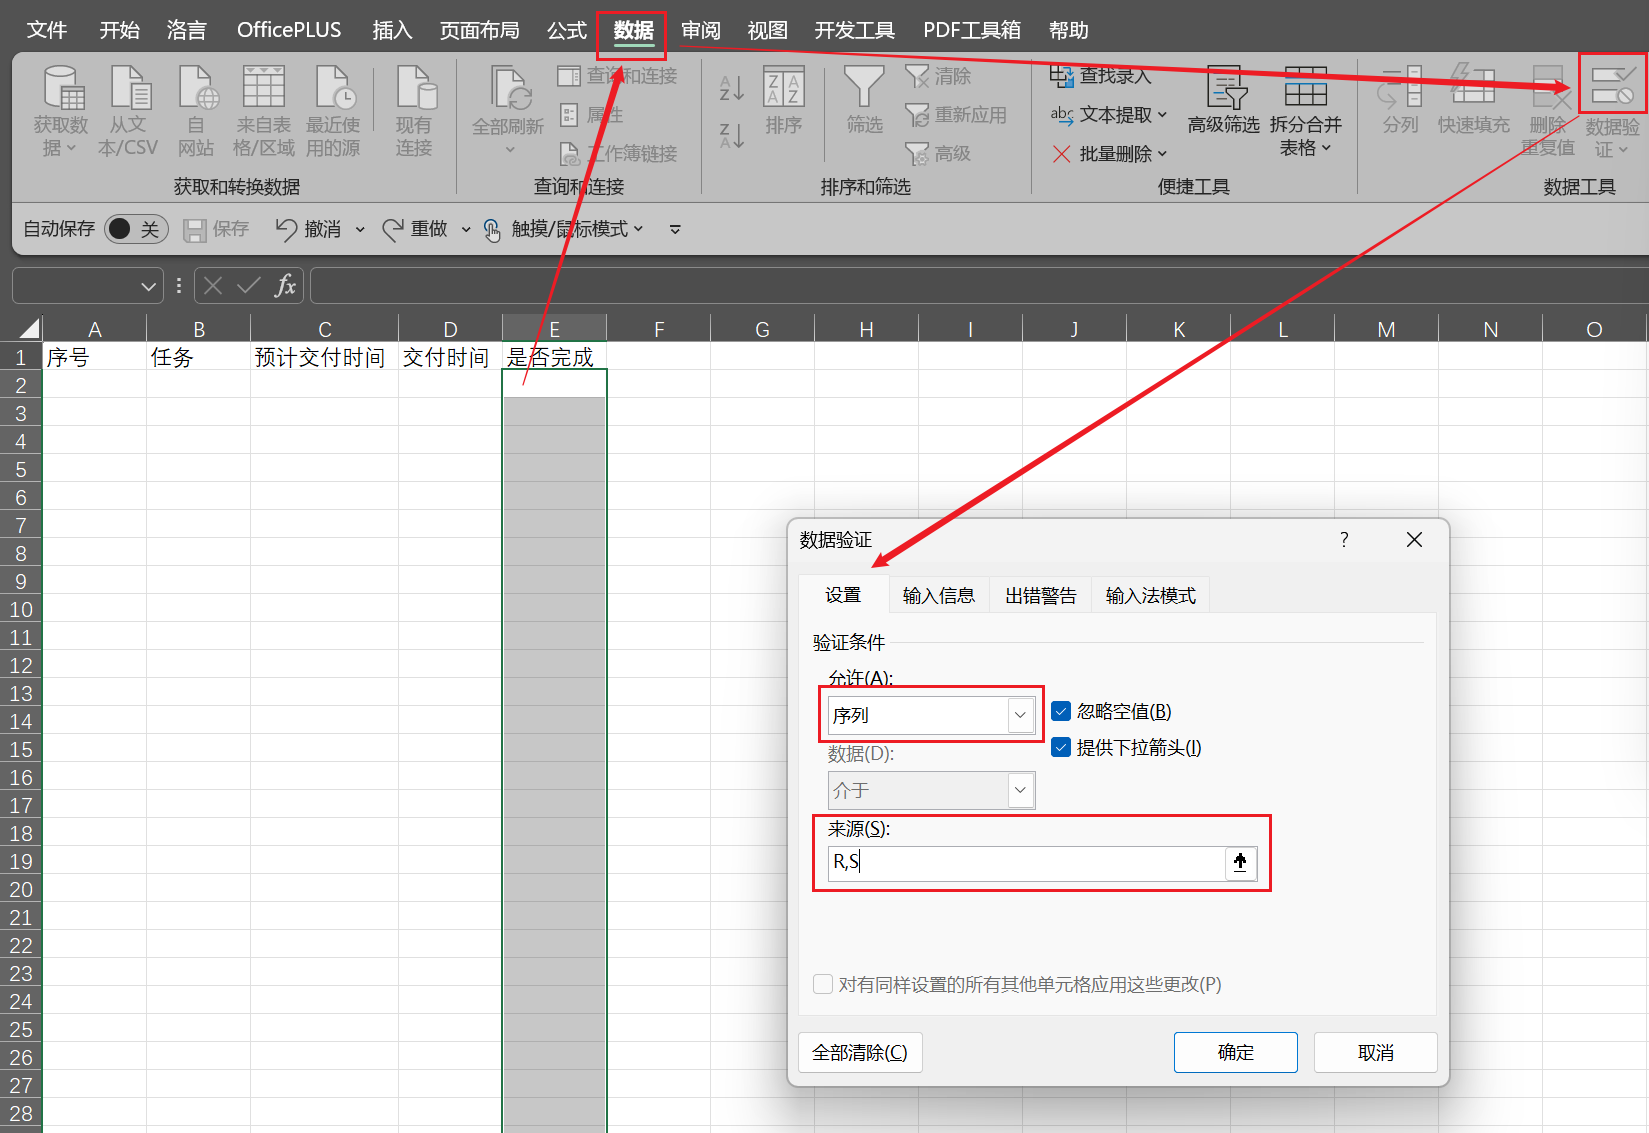 文件 开始 洛言 OfficePLUS 插入 页面布局 公式 数据 审阅 视图 开发工具 PDF工具箱 帮助
获取数据 从文本/CSV 自网站 来自表格/区域 最近使用的源 现有连接
获取和转换数据
全部刷新 查询和连接 属性 工作簿链接
查询和连接
排序 筛选 清除 重新应用 高级
排序和筛选
查找录入 文本提取 批量删除 高级筛选 拆分合并表格
便捷工具
分列 快速填充 删除重复值 数据验证
数据工具
自动保存 关 保存 撤消 重做 触摸/鼠标模式
fx
A B C D E F G H I J K L M N O
1 序号 任务 预计交付时间 交付时间 是否完成
2
3
4
5
6
7
8
9
10
11
12
13
14
15
16
17
18
19
20
21
22
23
24
25
26
27
28
数据验证 ?
设置 输入信息 出错警告 输入法模式
验证条件
允许(A):
序列 忽略空值(B)
提供下拉箭头(I)
数据(D):
介于
来源(S):
R,S
对有同样设置的所有其他单元格应用这些更改(P)
全部清除(C) 确定 取消